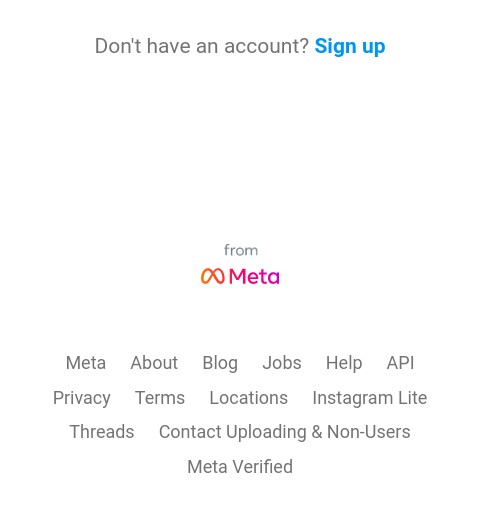 Don't have an account? Sign up
from
Meta
Meta About Blog Jobs Help API
Privacy Terms Locations Instagram Lite
Threads Contact Uploading & Non-Users
Meta Verified